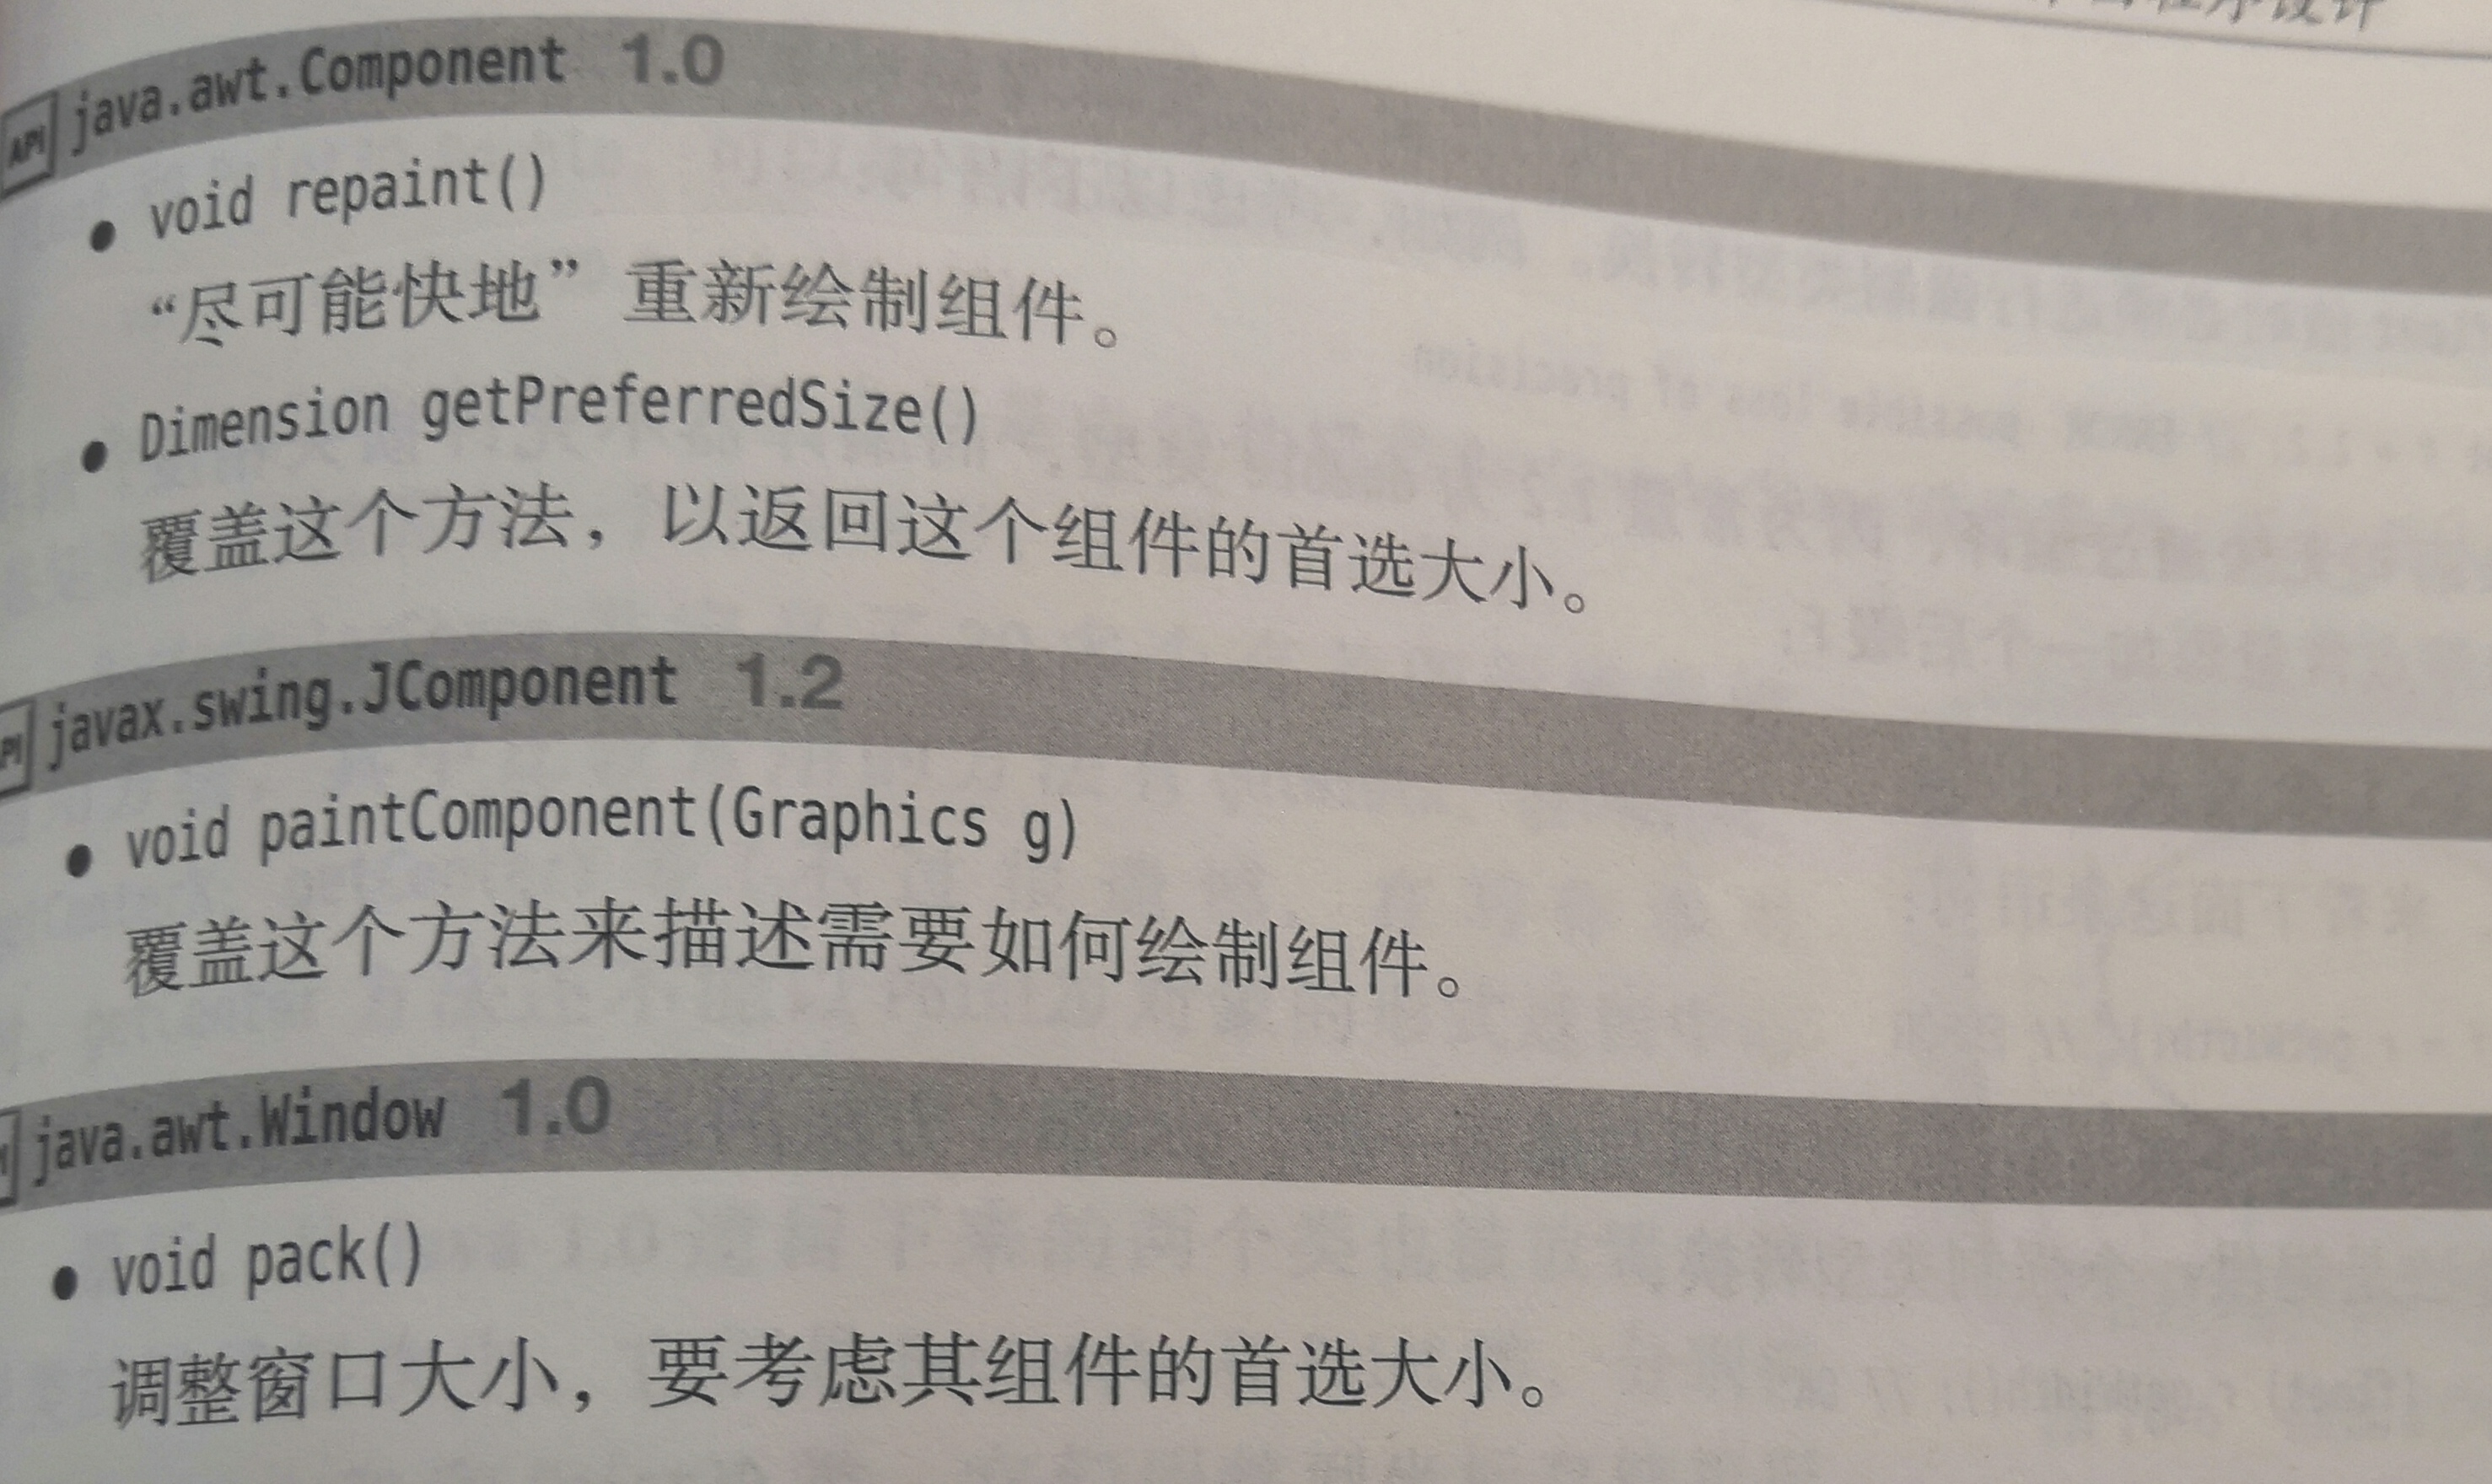 程序设计
API java.awt.Component 1.0
• void repaint()
“尽可能快地”重新绘制组件。
• Dimension getPreferredSize()
覆盖这个方法，以返回这个组件的首选大小。
API javax.swing.JComponent 1.2
• void paintComponent(Graphics g)
覆盖这个方法来描述需要如何绘制组件。
java.awt.Window 1.0
• void pack()
调整窗口大小，要考虑其组件的首选大小。